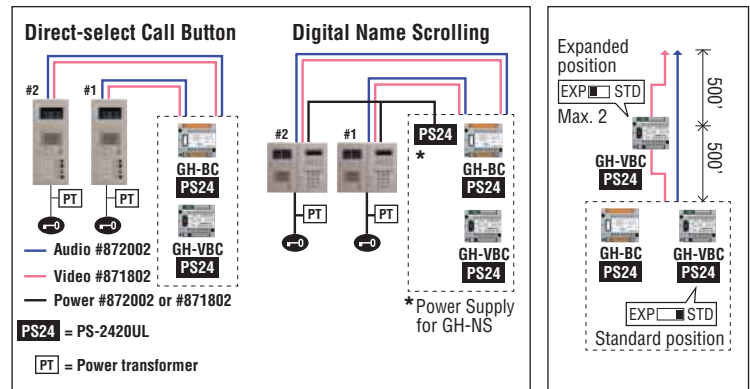 Direct-select Call Button
#2
#1
PT
PT
GH-BC
PS24
GH-VBC
PS24
Audio #872002
Video #871802
Power #872002 or #871802
PS24 = PS-2420UL
PT = Power transformer
Digital Name Scrolling
#2
#1
PS24
*
PT
PT
GH-BC
PS24
GH-VBC
PS24
*Power Supply
for GH-NS
Expanded
position
EXP STD
Max. 2
GH-VBC
PS24
500'
500'
GH-BC
PS24
GH-VBC
PS24
EXP STD
Standard position